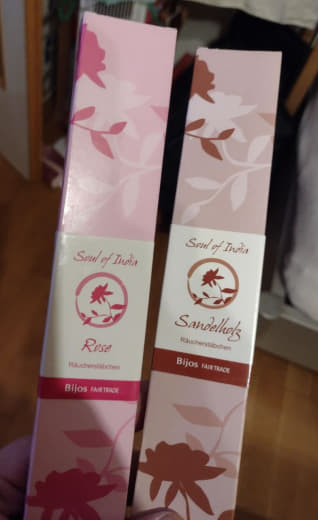 Soul of India
Rose
Räucherstäbchen
Bijos FAIRTRADE
Soul of India
Sandelholz
Räucherstäbchen
Bijos FAIRTRADE